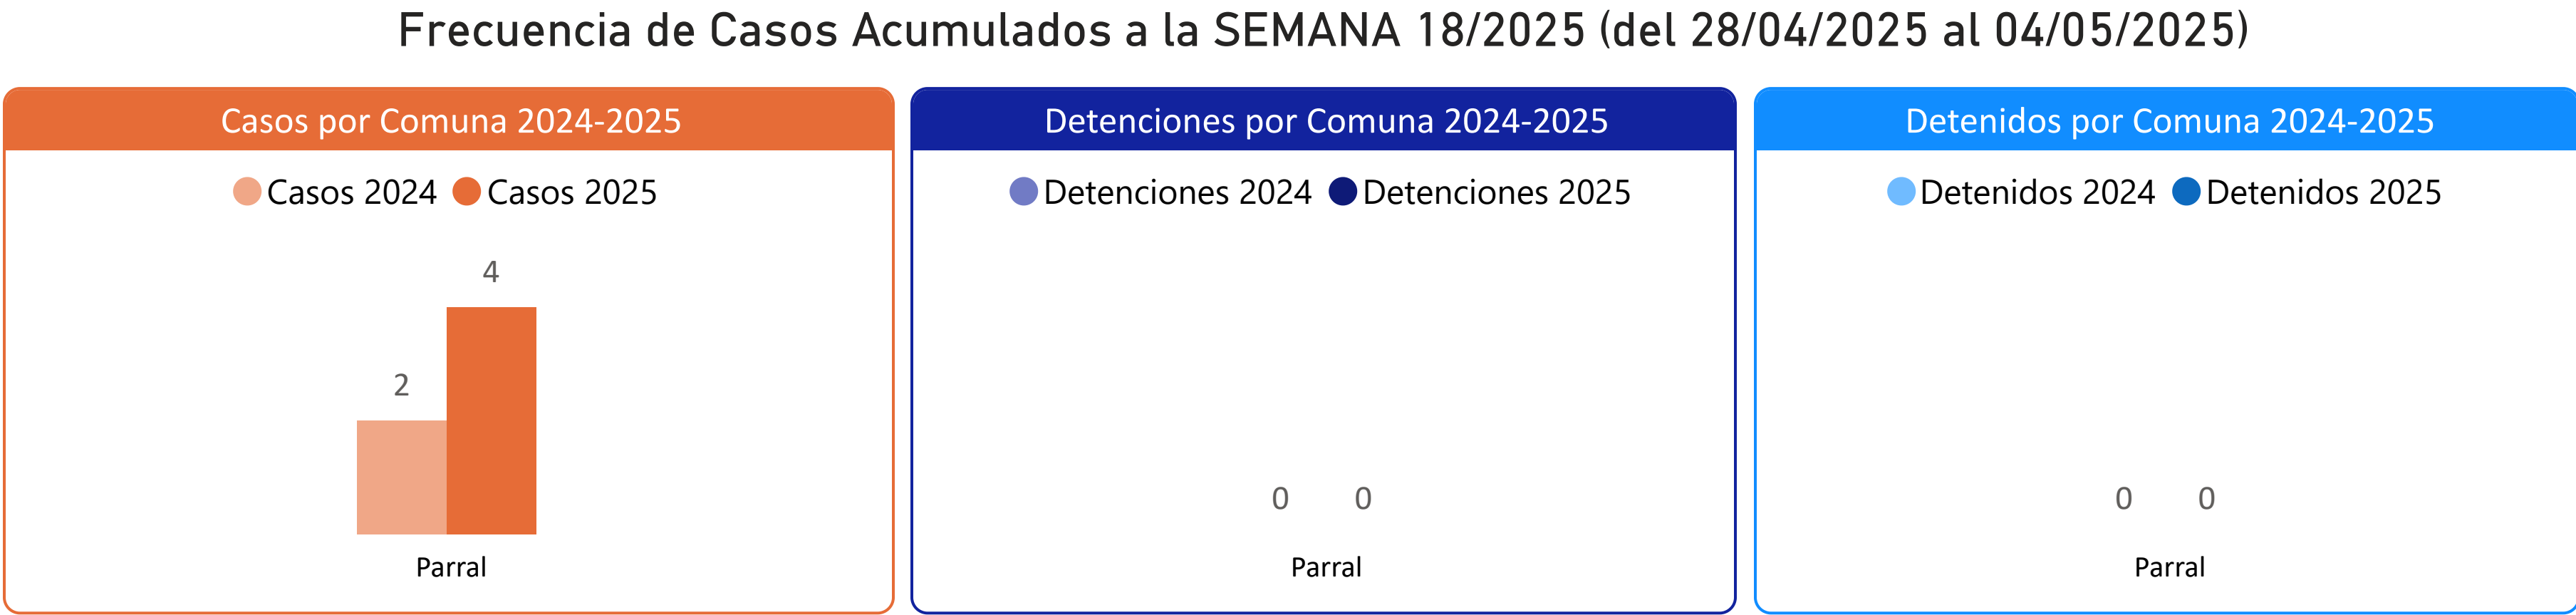 Frecuencia de Casos Acumulados a la SEMANA 18/2025 (del 28/04/2025 al 04/05/2025)
Casos por Comuna 2024-2025
Casos 2024 Casos 2025
4
2
Parral
Detenciones por Comuna 2024-2025
Detenciones 2024 Detenciones 2025
0 0
Parral
Detenidos por Comuna 2024-2025
Detenidos 2024 Detenidos 2025
0 0
Parral